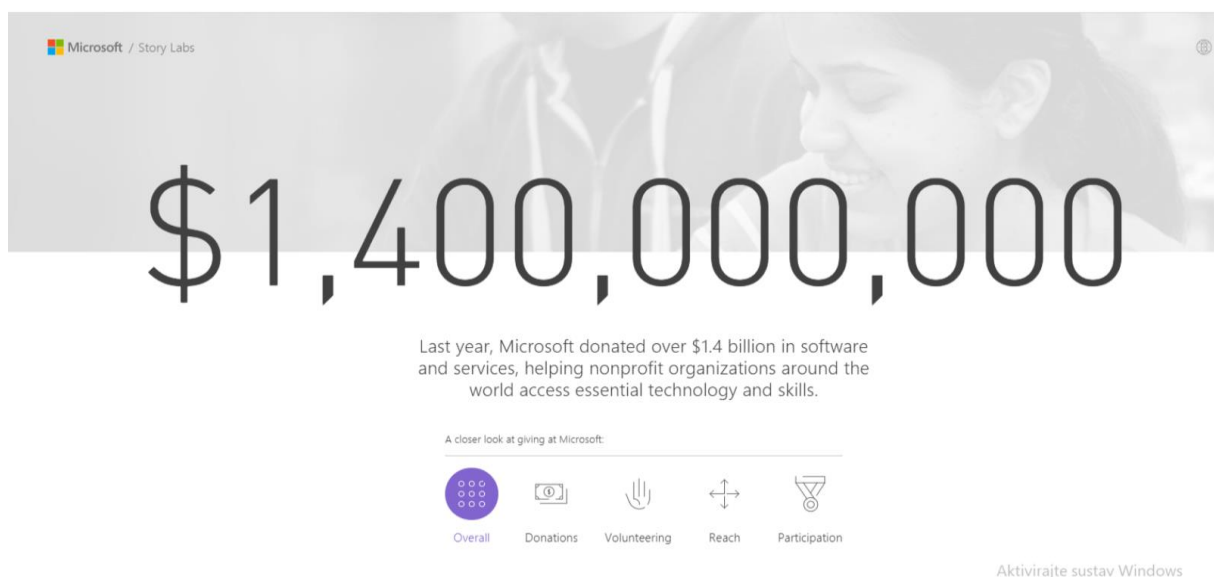 Microsoft / Story Labs
$1,400,000,000
Last year, Microsoft donated over $1.4 billion in software
and services, helping nonprofit organizations around the
world access essential technology and skills.
A closer look at giving at Microsoft:
Overall Donations Volunteering Reach Participation
Aktivirajte sustav Windows